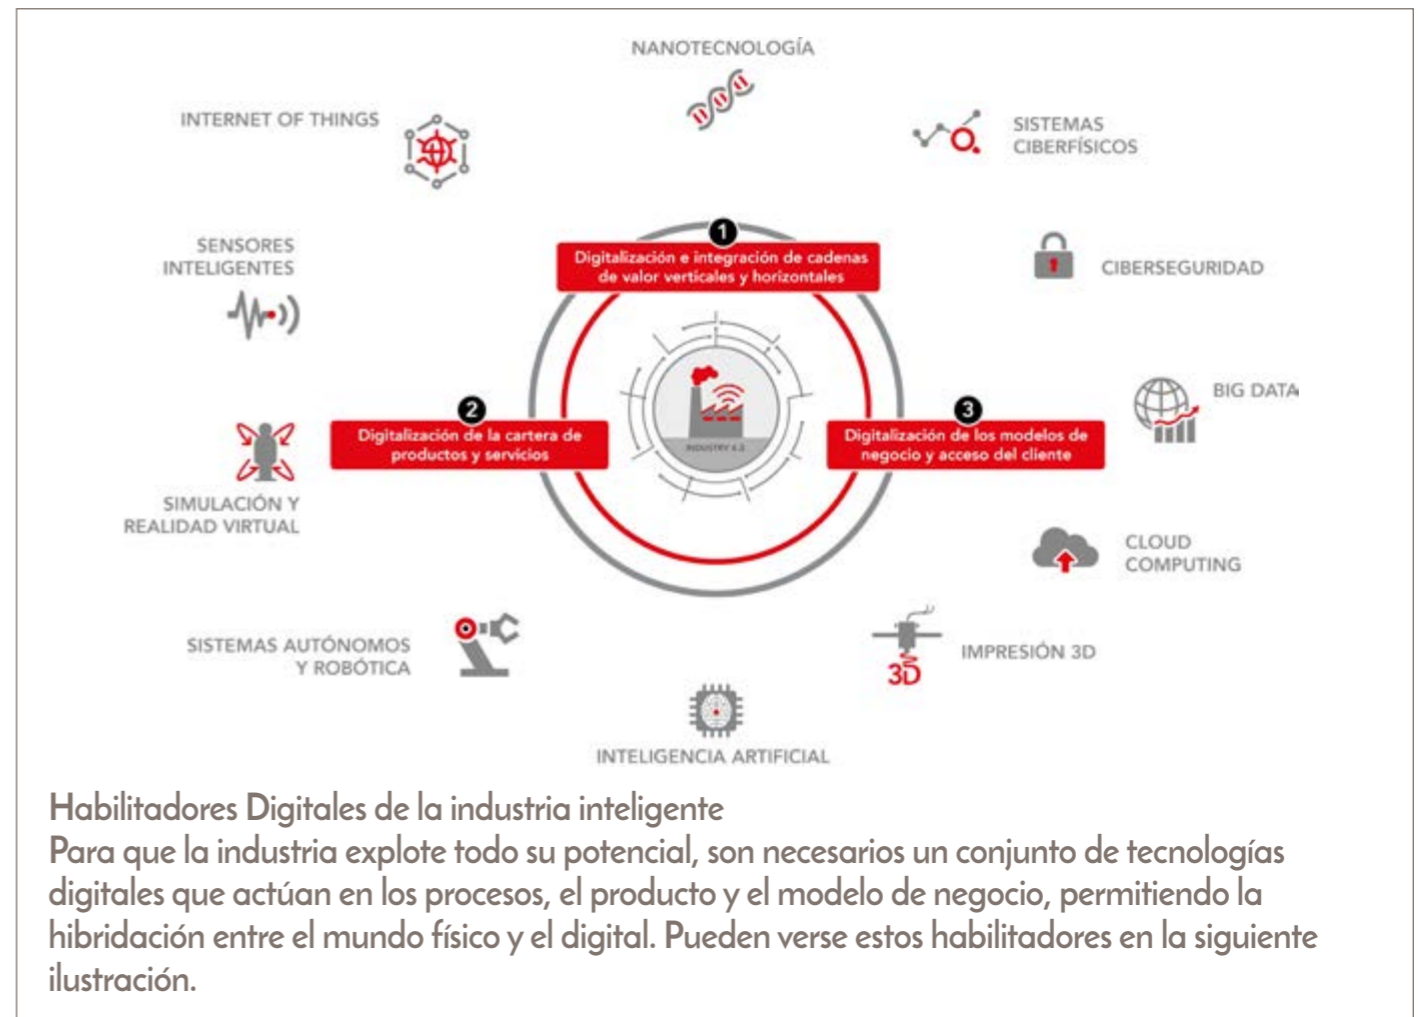 NANOTECNOLOGÍA
INTERNET OF THINGS
SISTEMAS
CIBERFÍSICOS
SENSORES
INTELIGENTES
1
Digitalización e integración de cadenas
de valor verticales y horizontales
CIBERSEGURIDAD
2
Digitalización de la cartera de
productos y servicios
3
Digitalización de los modelos de
negocio y acceso del cliente
BIG DATA
SIMULACIÓN Y
REALIDAD VIRTUAL
CLOUD
COMPUTING
SISTEMAS AUTÓNOMOS
Y ROBÓTICA
3D
IMPRESIÓN 3D
INTELIGENCIA ARTIFICIAL
Habilitadores Digitales de la industria inteligente
Para que la industria explote todo su potencial, son necesarios un conjunto de tecnologías
digitales que actúan en los procesos, el producto y el modelo de negocio, permitiendo la
hibridación entre el mundo físico y el digital. Pueden verse estos habilitadores en la siguiente
ilustración.